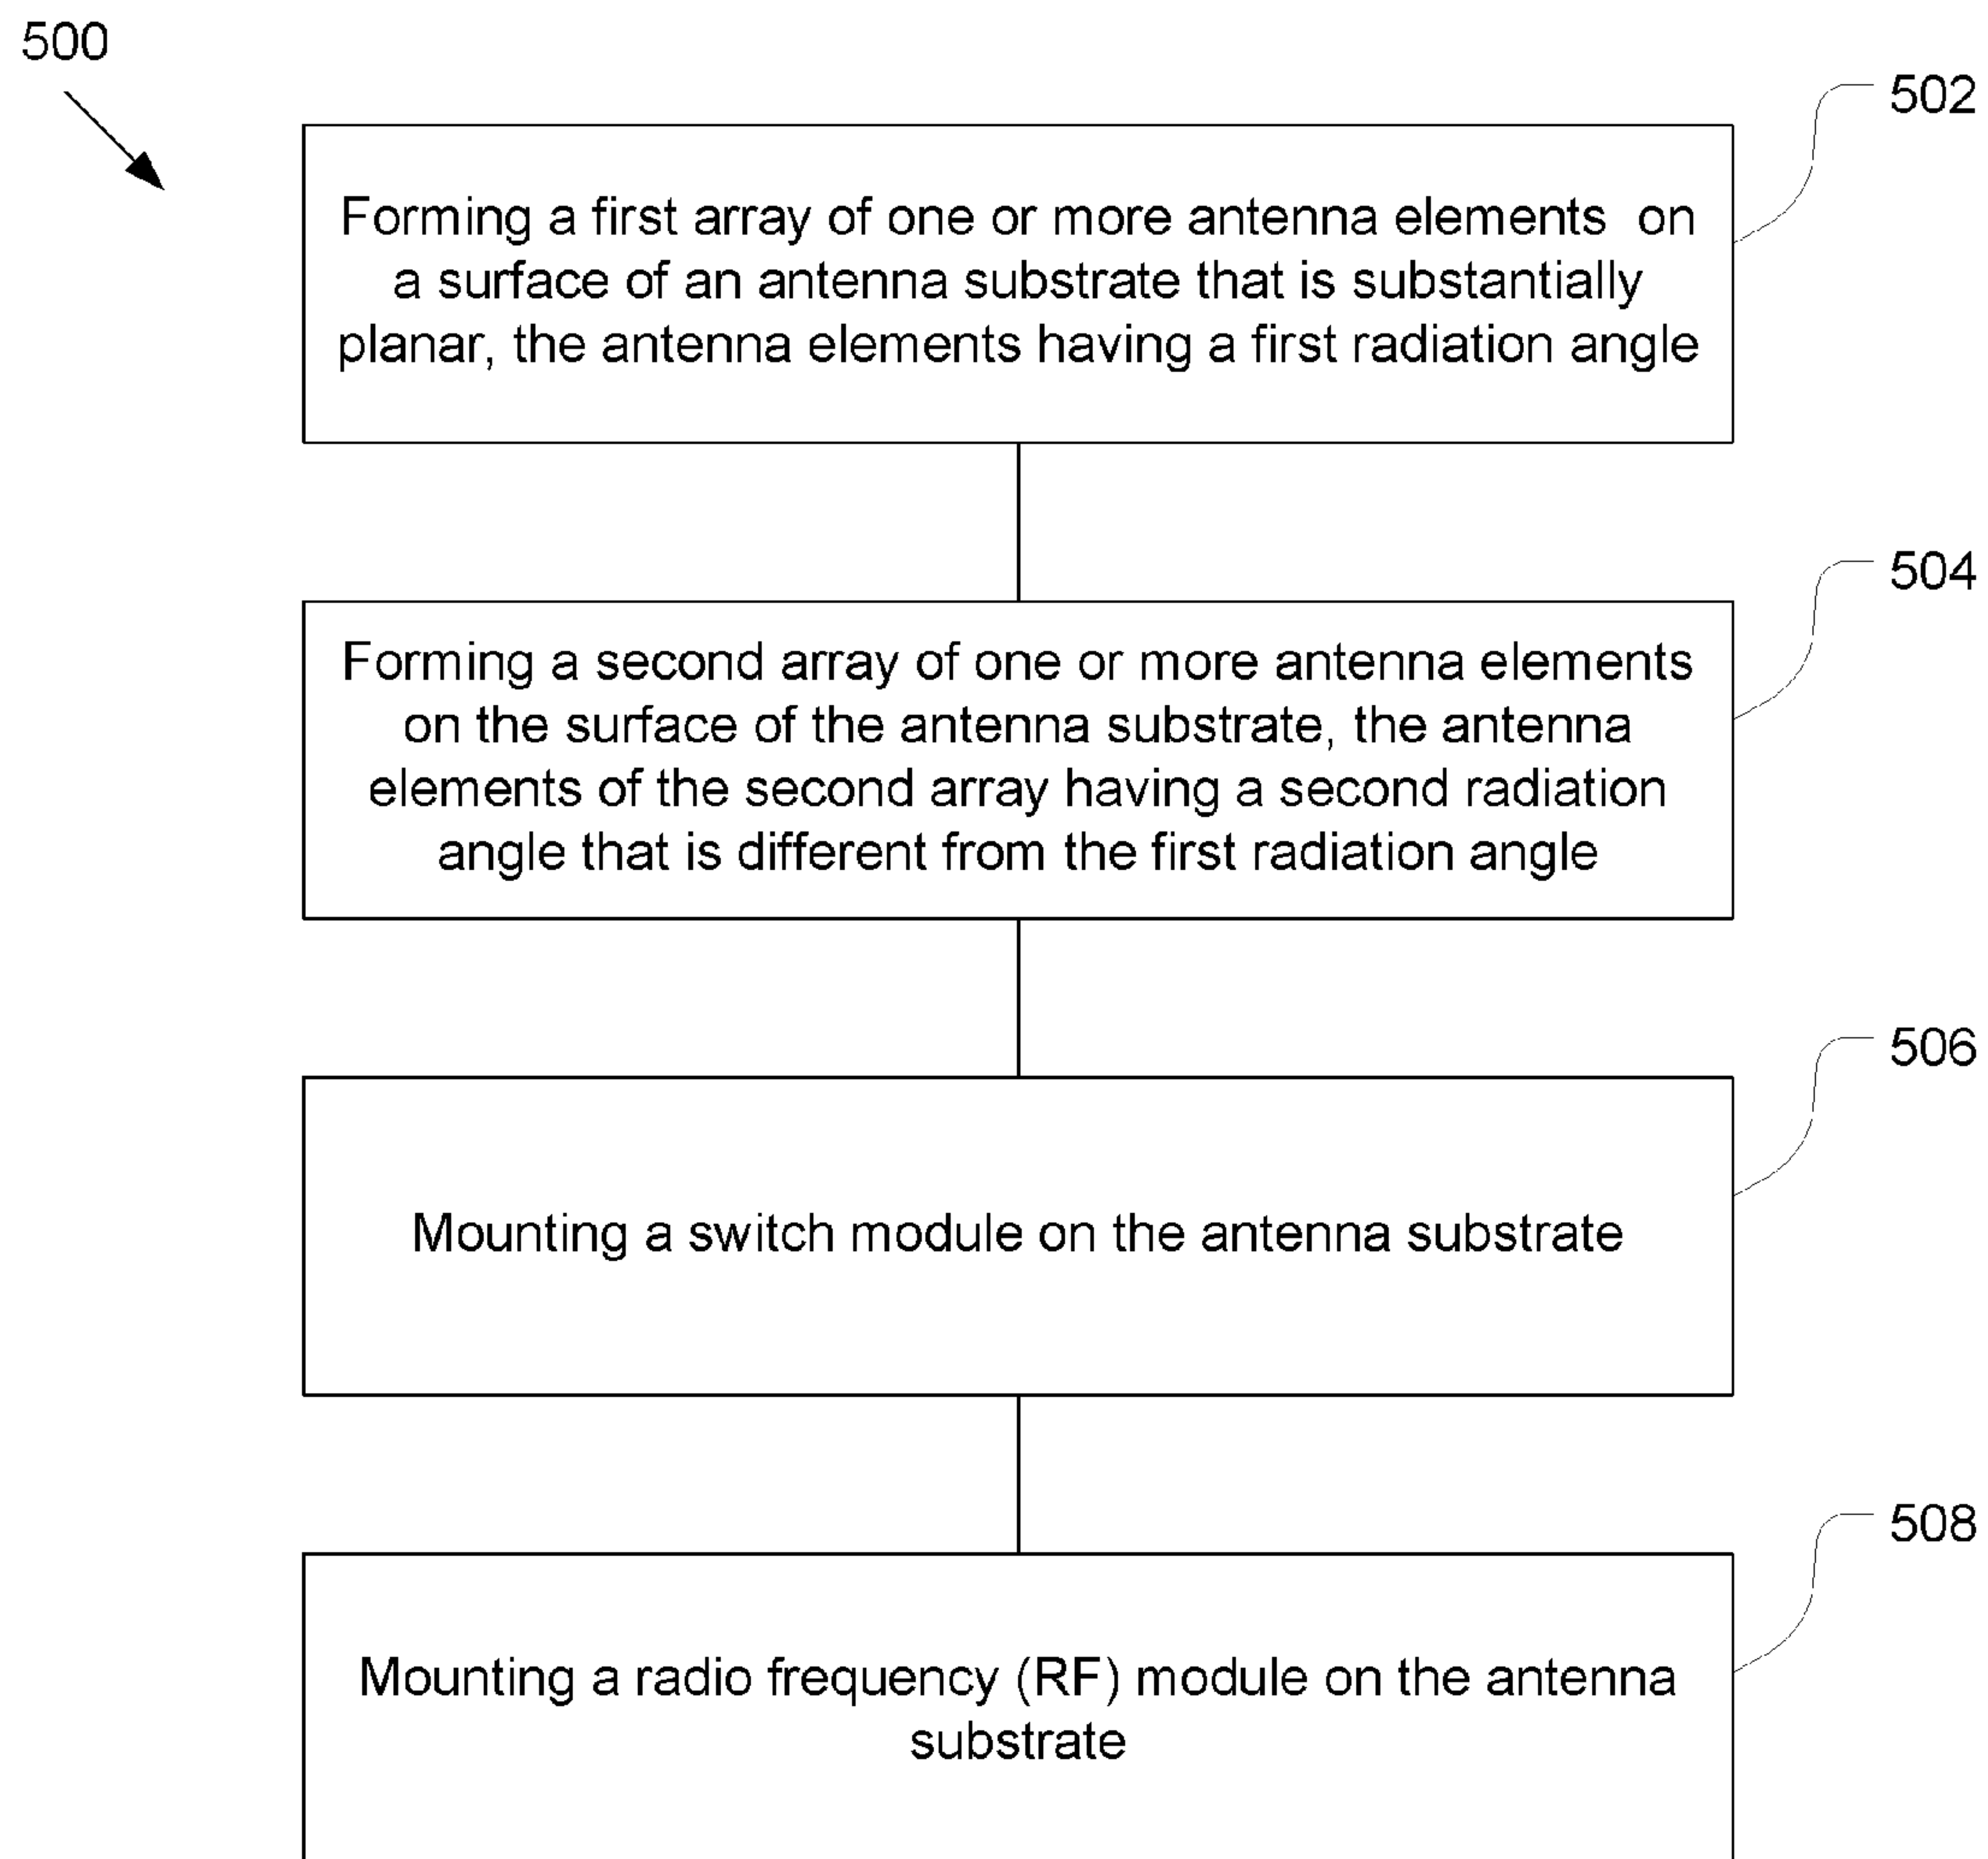 500
502
Forming a first array of one or more antenna elements on
a surface of an antenna substrate that is substantially
planar, the antenna elements having a first radiation angle
504
Forming a second array of one or more antenna elements
on the surface of the antenna substrate, the antenna
elements of the second array having a second radiation
angle that is different from the first radiation angle
506
Mounting a switch module on the antenna substrate
508
Mounting a radio frequency (RF) module on the antenna
substrate